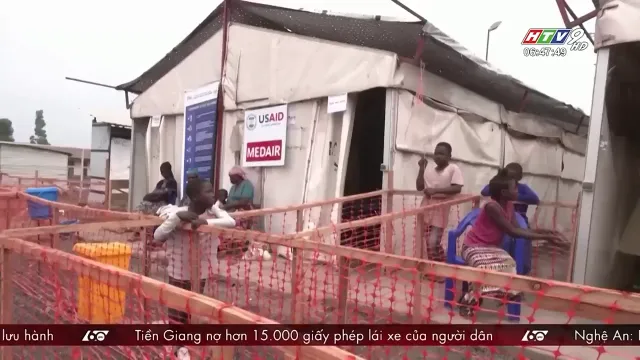 HTV9 HD
06:47:49
USAID
MEDAIR
lưu hành
Tiền Giang nợ hơn 15.000 giấy phép lái xe của người dân
Nghệ An: